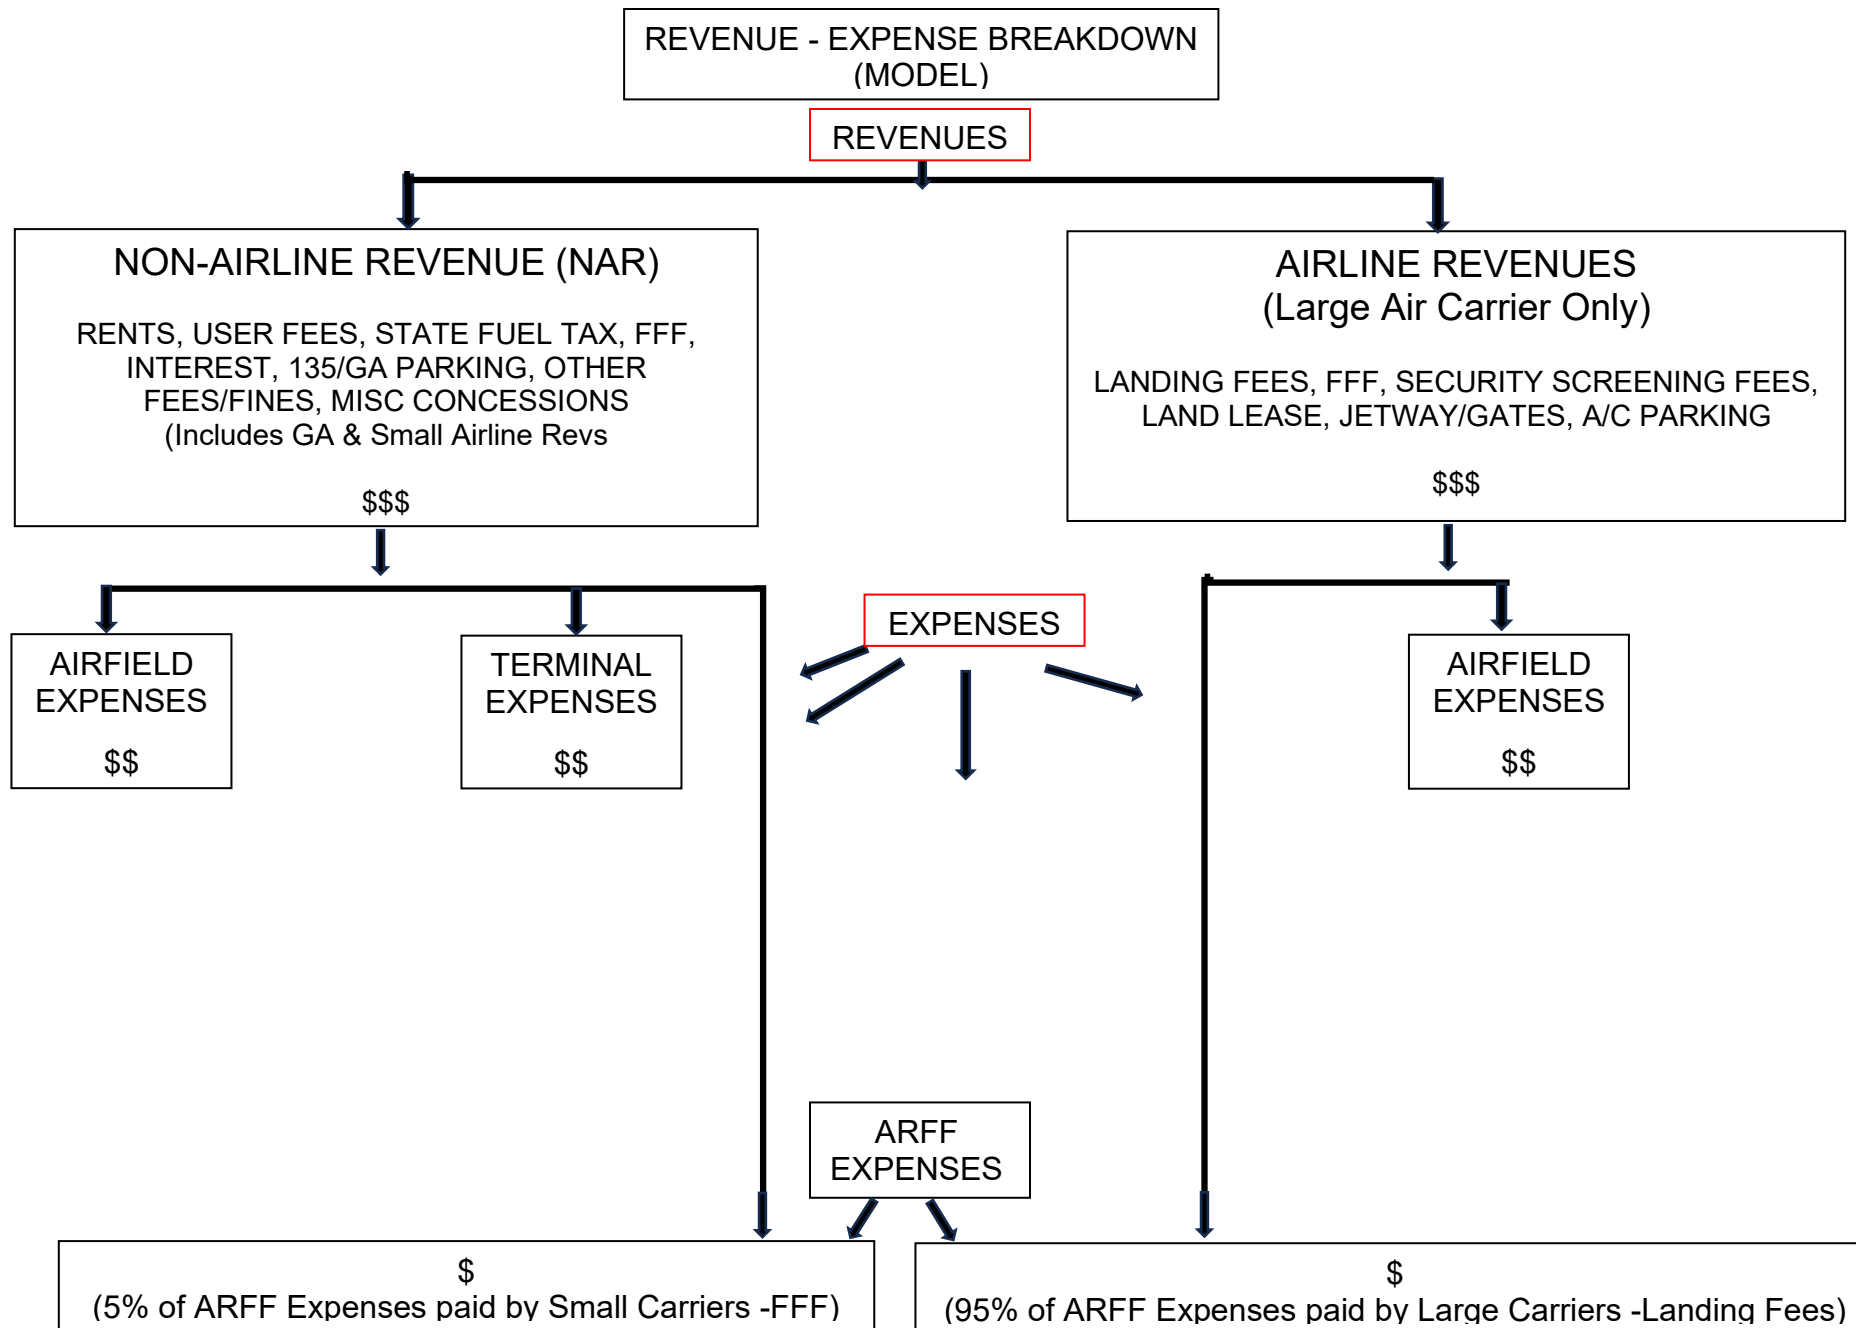 REVENUE - EXPENSE BREAKDOWN
(MODEL)
REVENUES
NON-AIRLINE REVENUE (NAR)
RENTS, USER FEES, STATE FUEL TAX, FFF,
INTEREST, 135/GA PARKING, OTHER
FEES/FINES, MISC CONCESSIONS
(Includes GA & Small Airline Revs
$$$
AIRLINE REVENUES
(Large Air Carrier Only)
LANDING FEES, FFF, SECURITY SCREENING FEES,
LAND LEASE, JETWAY/GATES, A/C PARKING
$$$
EXPENSES
AIRFIELD
EXPENSES
$$
TERMINAL
EXPENSES
$$
AIRFIELD
EXPENSES
$$
ARFF
EXPENSES
$
(5% of ARFF Expenses paid by Small Carriers -FFF)
$
(95% of ARFF Expenses paid by Large Carriers -Landing Fees)